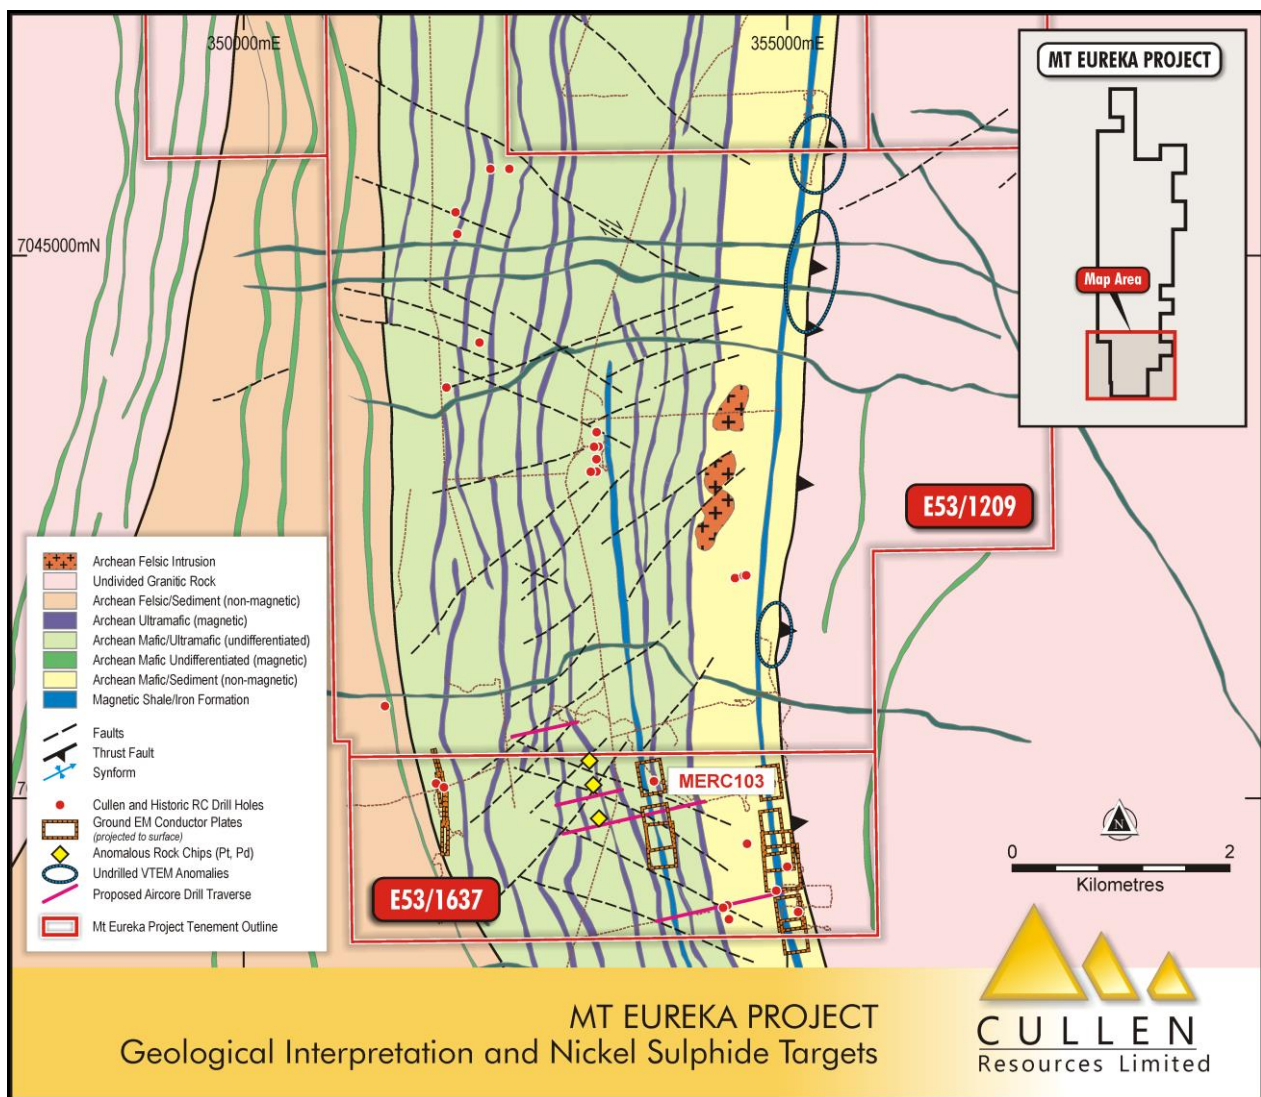 350000mE
355000mE
MT EUREKA PROJECT
7045000mN
Map Area
E53/1209
Archean Felsic Intrusion
Undivided Granitic Rock
Archean Felsic/Sediment (non-magnetic)
Archean Ultramafic (magnetic)
Archean Mafic/Ultramafic (undifferentiated)
Archean Mafic Undifferentiated (magnetic)
Archean Mafic/Sediment (non-magnetic)
Magnetic Shale/Iron Formation
Faults
Thrust Fault
Synform
Cullen and Historic RC Drill Holes
Ground EM Conductor Plates
(projected to surface)
Anomalous Rock Chips (Pt, Pd)
Undrilled VTEM Anomalies
Proposed Aircore Drill Traverse
Mt Eureka Project Tenement Outline
70
MERC103
E53/1637
N
0 2
Kilometres
MT EUREKA PROJECT
Geological Interpretation and Nickel Sulphide Targets
CULLEN
Resources Limited